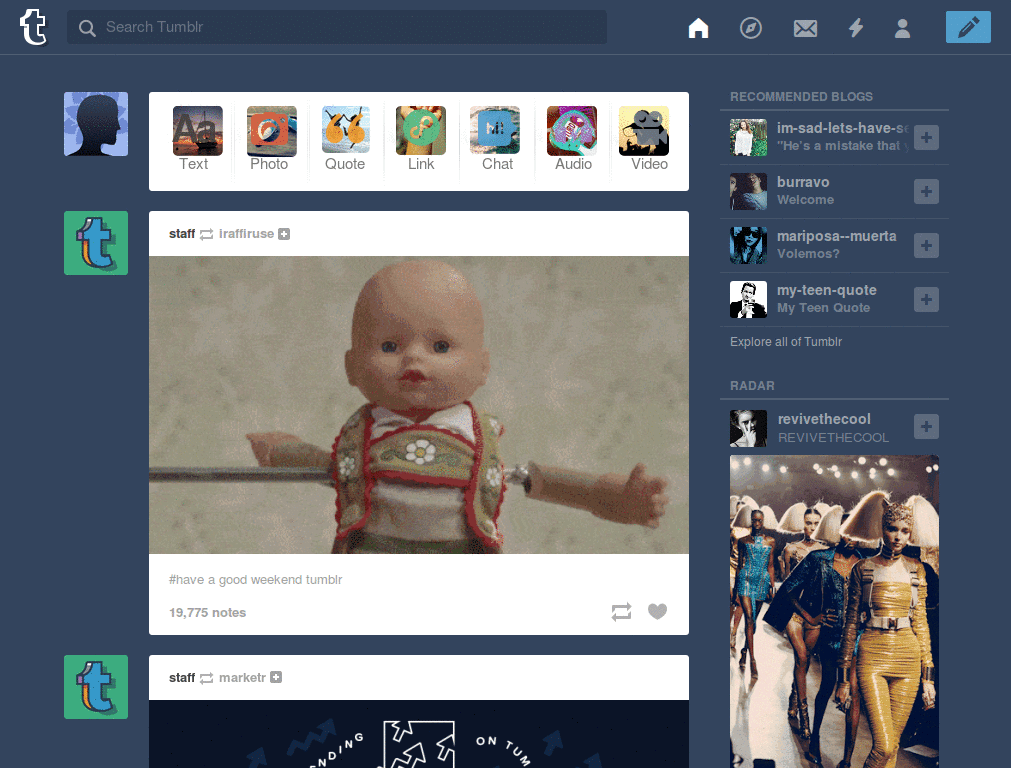 Search Tumblr
Aa
Hi!
Text Photo Quote Link Chat Audio Video
staff iraffiruse
#have a good weekend tumblr
19,775 notes
staff marketr
ON TUM
RECOMMENDED BLOGS
im-sad-lets-have-se
"He's a mistake that
burravo
Welcome
mariposa--muerta
Volemos?
my-teen-quote
My Teen Quote
Explore all of Tumblr
RADAR
revivethecool
REVIVETHECOOL